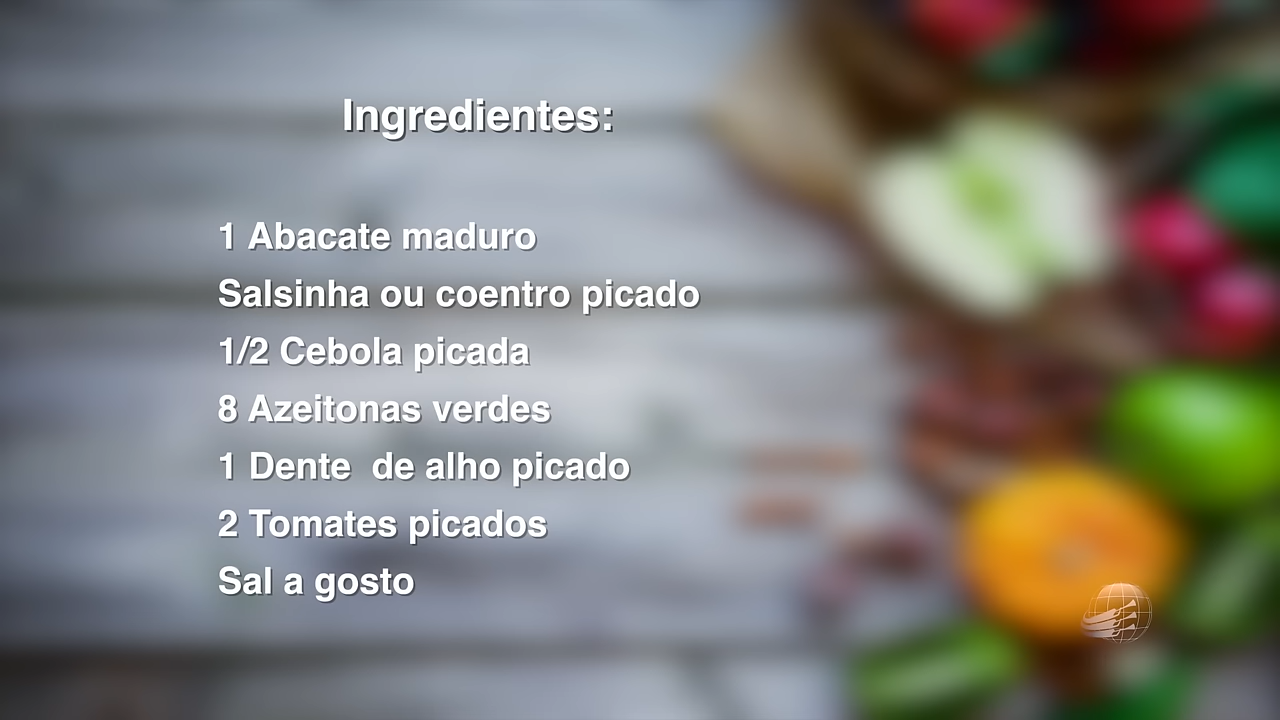 Ingredientes:
1 Abacate maduro
Salsinha ou coentro picado
1/2 Cebola picada
8 Azeitonas verdes
1 Dente  de alho picado
2 Tomates picados
Sal a gosto